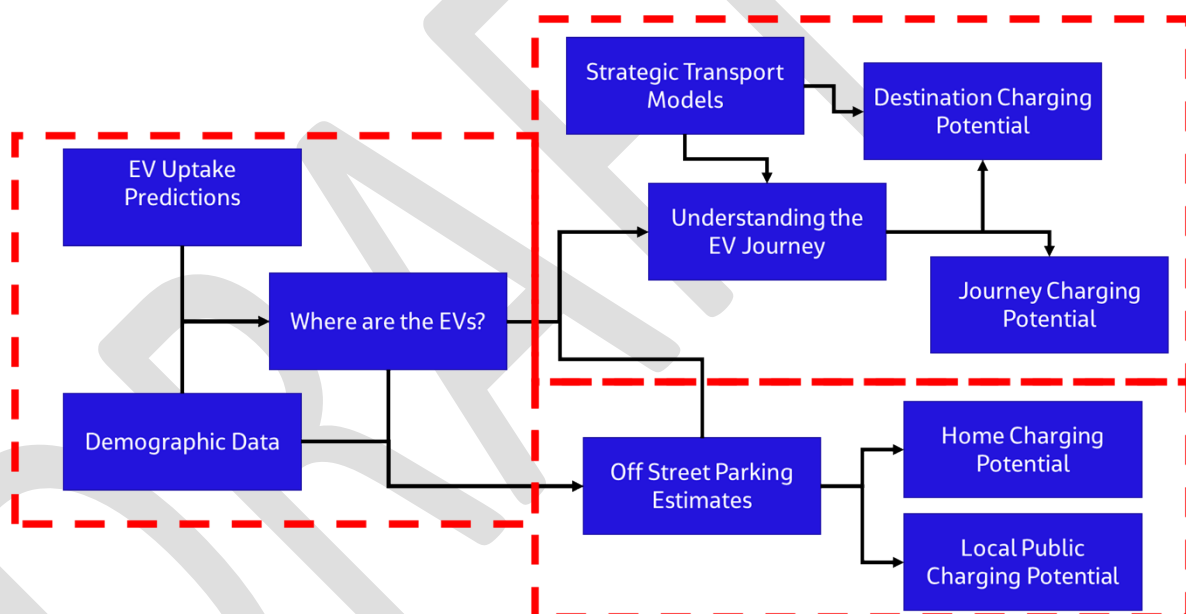 EV Uptake
Predictions
Where are the EVs?
Demographic Data
Strategic Transport
Models
Destination Charging
Potential
Understanding the
EV Journey
Journey Charging
Potential
Off Street Parking
Estimates
Home Charging
Potential
Local Public
Charging Potential
DRAFT